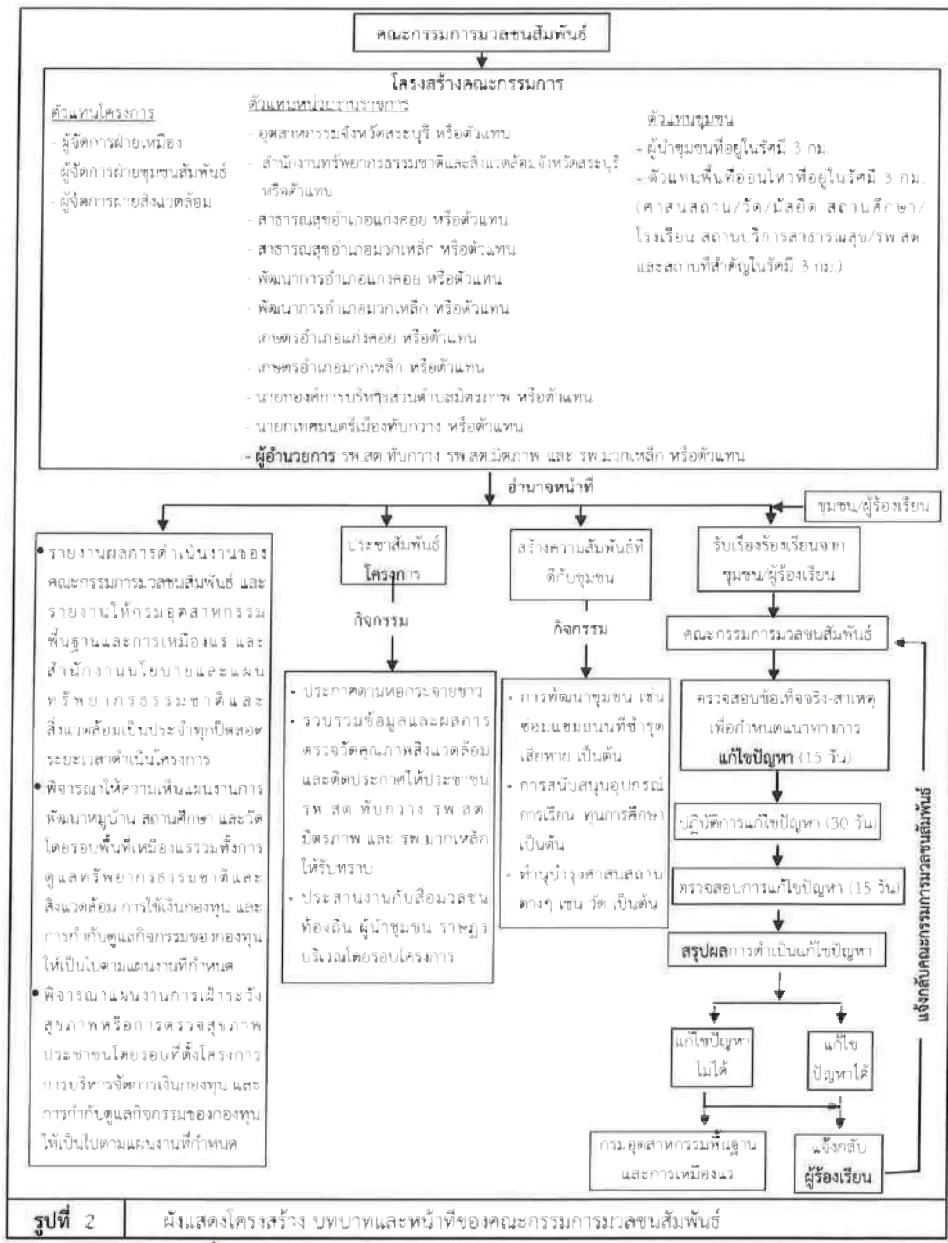 คณะกรรมการมวลชนสัมพันธ์
โครงสร้างคณะกรรมการ
ตัวแทนโครงการ
- ผู้จัดการฝ่ายเหมือง
- ผู้จัดการฝ่ายชุมชนสัมพันธ์
- ผู้จัดการฝ่ายสิ่งแวดล้อม
ตัวแทนหน่วยงานราชการ
- อุตสาหกรรมจังหวัดสระบุรี หรือตัวแทน
- สำนักงานทรัพยากรธรรมชาติและสิ่งแวดล้อมจังหวัดสระบุรี
หรือตัวแทน
- สาธารณสุขอำเภอแก่งคอย หรือตัวแทน
- สาธารณสุขอำเภอมวกเหล็ก หรือตัวแทน
- พัฒนาการอำเภอแก่งคอย หรือตัวแทน
- พัฒนาการอำเภอมวกเหล็ก หรือตัวแทน
เกษตรอำเภอแก่งคอย หรือตัวแทน
- เกษตรอำเภอมวกเหล็ก หรือตัวแทน
- นายกองค์การบริหารส่วนตำบลมิตรภาพ หรือตัวแทน
- นายกเทศมนตรีเมืองทับกวาง หรือตัวแทน
- ผู้อำนวยการ รพ.สต.ทับกวาง รพ.สต.มิตภาพ และ รพ.มวกเหล็ก หรือตัวแทน
ตัวแทนชุมชน
- ผู้นำชุมชนที่อยู่ในรัศมี 3 กม.
- ตัวแทนพื้นที่อ่อนไหวที่อยู่ในรัศมี 3 กม.
(ศาสนสถาน/วัด/มัสยิด สถานศึกษา/
โรงเรียน สถานบริการสาธารณสุข/รพ.สต.
และสถานที่สำคัญในรัศมี 3 กม.)
อำนาจหน้าที่
ชุมชน/ผู้ร้องเรียน
• รายงานผลการดำเนินงานของ
คณะกรรมการมวลชนสัมพันธ์ และ
รายงานให้กรมอุตสาหกรรม
พื้นฐานและการเหมืองแร่ และ
สำนักงานนโยบายและแผน
ทรัพยากรธรรมชาติและ
สิ่งแวดล้อมเป็นประจำทุกปีตลอด
ระยะเวลาดำเนินโครงการ
• พิจารณาให้ความเห็นแผนงานการ
พัฒนาหมู่บ้าน สถานศึกษา และวัด
โดยรอบพื้นที่เหมืองแร่รวมทั้งการ
ดูแลทรัพยากรธรรมชาติและ
สิ่งแวดล้อม การใช้เงินกองทุน และ
การกำกับดูแลกิจกรรมของกองทุน
ให้เป็นไปตามแผนงานที่กำหนด
• พิจารณาแผนงานการเฝ้าระวัง
สุขภาพหรือการตรวจสุขภาพ
ประชาชนโดยรอบที่ตั้งโครงการ
การบริหารจัดการเงินกองทุน และ
การกำกับดูแลกิจกรรมของกองทุน
ให้เป็นไปตามแผนงานที่กำหนด
ประชาสัมพันธ์
โครงการ
กิจกรรม
• ประกาศตามหอกระจายข่าว
• รวบรวมข้อมูลและผลการ
ตรวจวัดคุณภาพสิ่งแวดล้อม
และติดประกาศให้ประชาชน
รพ.สต.ทับกวาง รพ.สต.
มิตรภาพ และ รพ.มวกเหล็ก
ให้รับทราบ
• ประสานงานกับสื่อมวลชน
ท้องถิ่น ผู้นำชุมชน ราษฎร
บริเวณโดยรอบโครงการ
สร้างความสัมพันธ์ที่
ดีกับชุมชน
กิจกรรม
• การพัฒนาชุมชน เช่น
ซ่อมแซมถนนที่ชำรุด
เสียหาย เป็นต้น
• การสนับสนุนอุปกรณ์
การเรียน ทุนการศึกษา
เป็นต้น
• ทำนุบำรุงศาสนสถาน
ต่างๆ เช่น วัด เป็นต้น
รับเรื่องร้องเรียนจาก
ชุมชน/ผู้ร้องเรียน
คณะกรรมการมวลชนสัมพันธ์
ตรวจสอบข้อเท็จจริง-สาเหตุ
เพื่อกำหนดแนวทางการ
แก้ไขปัญหา (15 วัน)
ปฏิบัติการแก้ไขปัญหา (30 วัน)
ตรวจสอบการแก้ไขปัญหา (15 วัน)
สรุปผลการดำเนินแก้ไขปัญหา
แก้ไขปัญหา
ไม่ได้
แก้ไข
ปัญหาได้
กรมอุตสาหกรรมพื้นฐาน
และการเหมืองแร่
แจ้งกลับ
ผู้ร้องเรียน
แจ้งกลับคณะกรรมการมวลชนสัมพันธ์
รูปที่ 2 ผังแสดงโครงสร้าง บทบาทและหน้าที่ของคณะกรรมการมวลชนสัมพันธ์